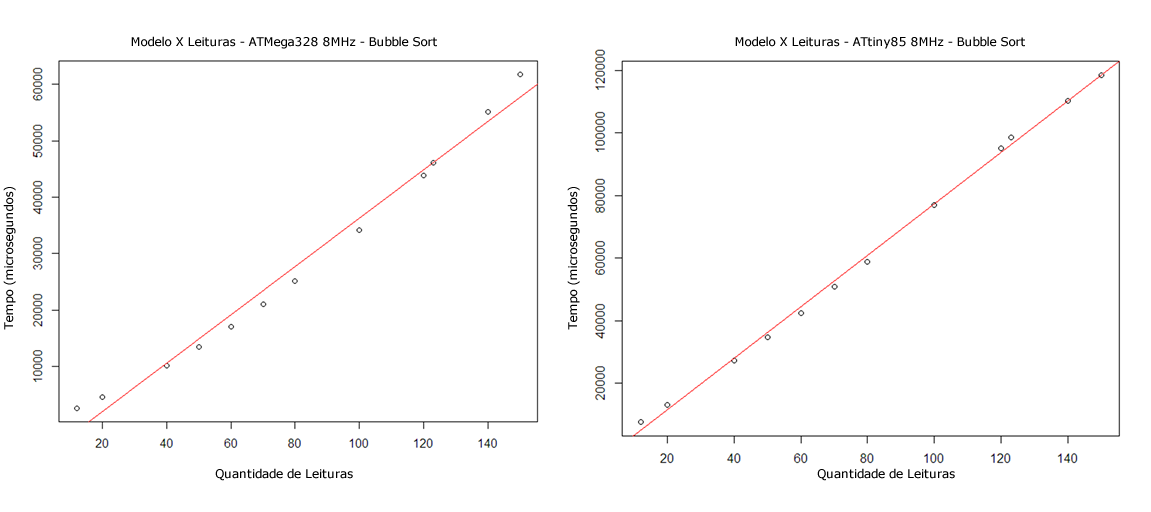 Modelo X Leituras - ATMega328 8MHz - Bubble Sort
Tempo (microsegundos)
60000
50000
40000
30000
20000
10000
20 40 60 80 100 120 140
Quantidade de Leituras
Modelo X Leituras - ATtiny85 8MHz - Bubble Sort
Tempo (microsegundos)
120000
100000
80000
60000
40000
20000
20 40 60 80 100 120 140
Quantidade de Leituras